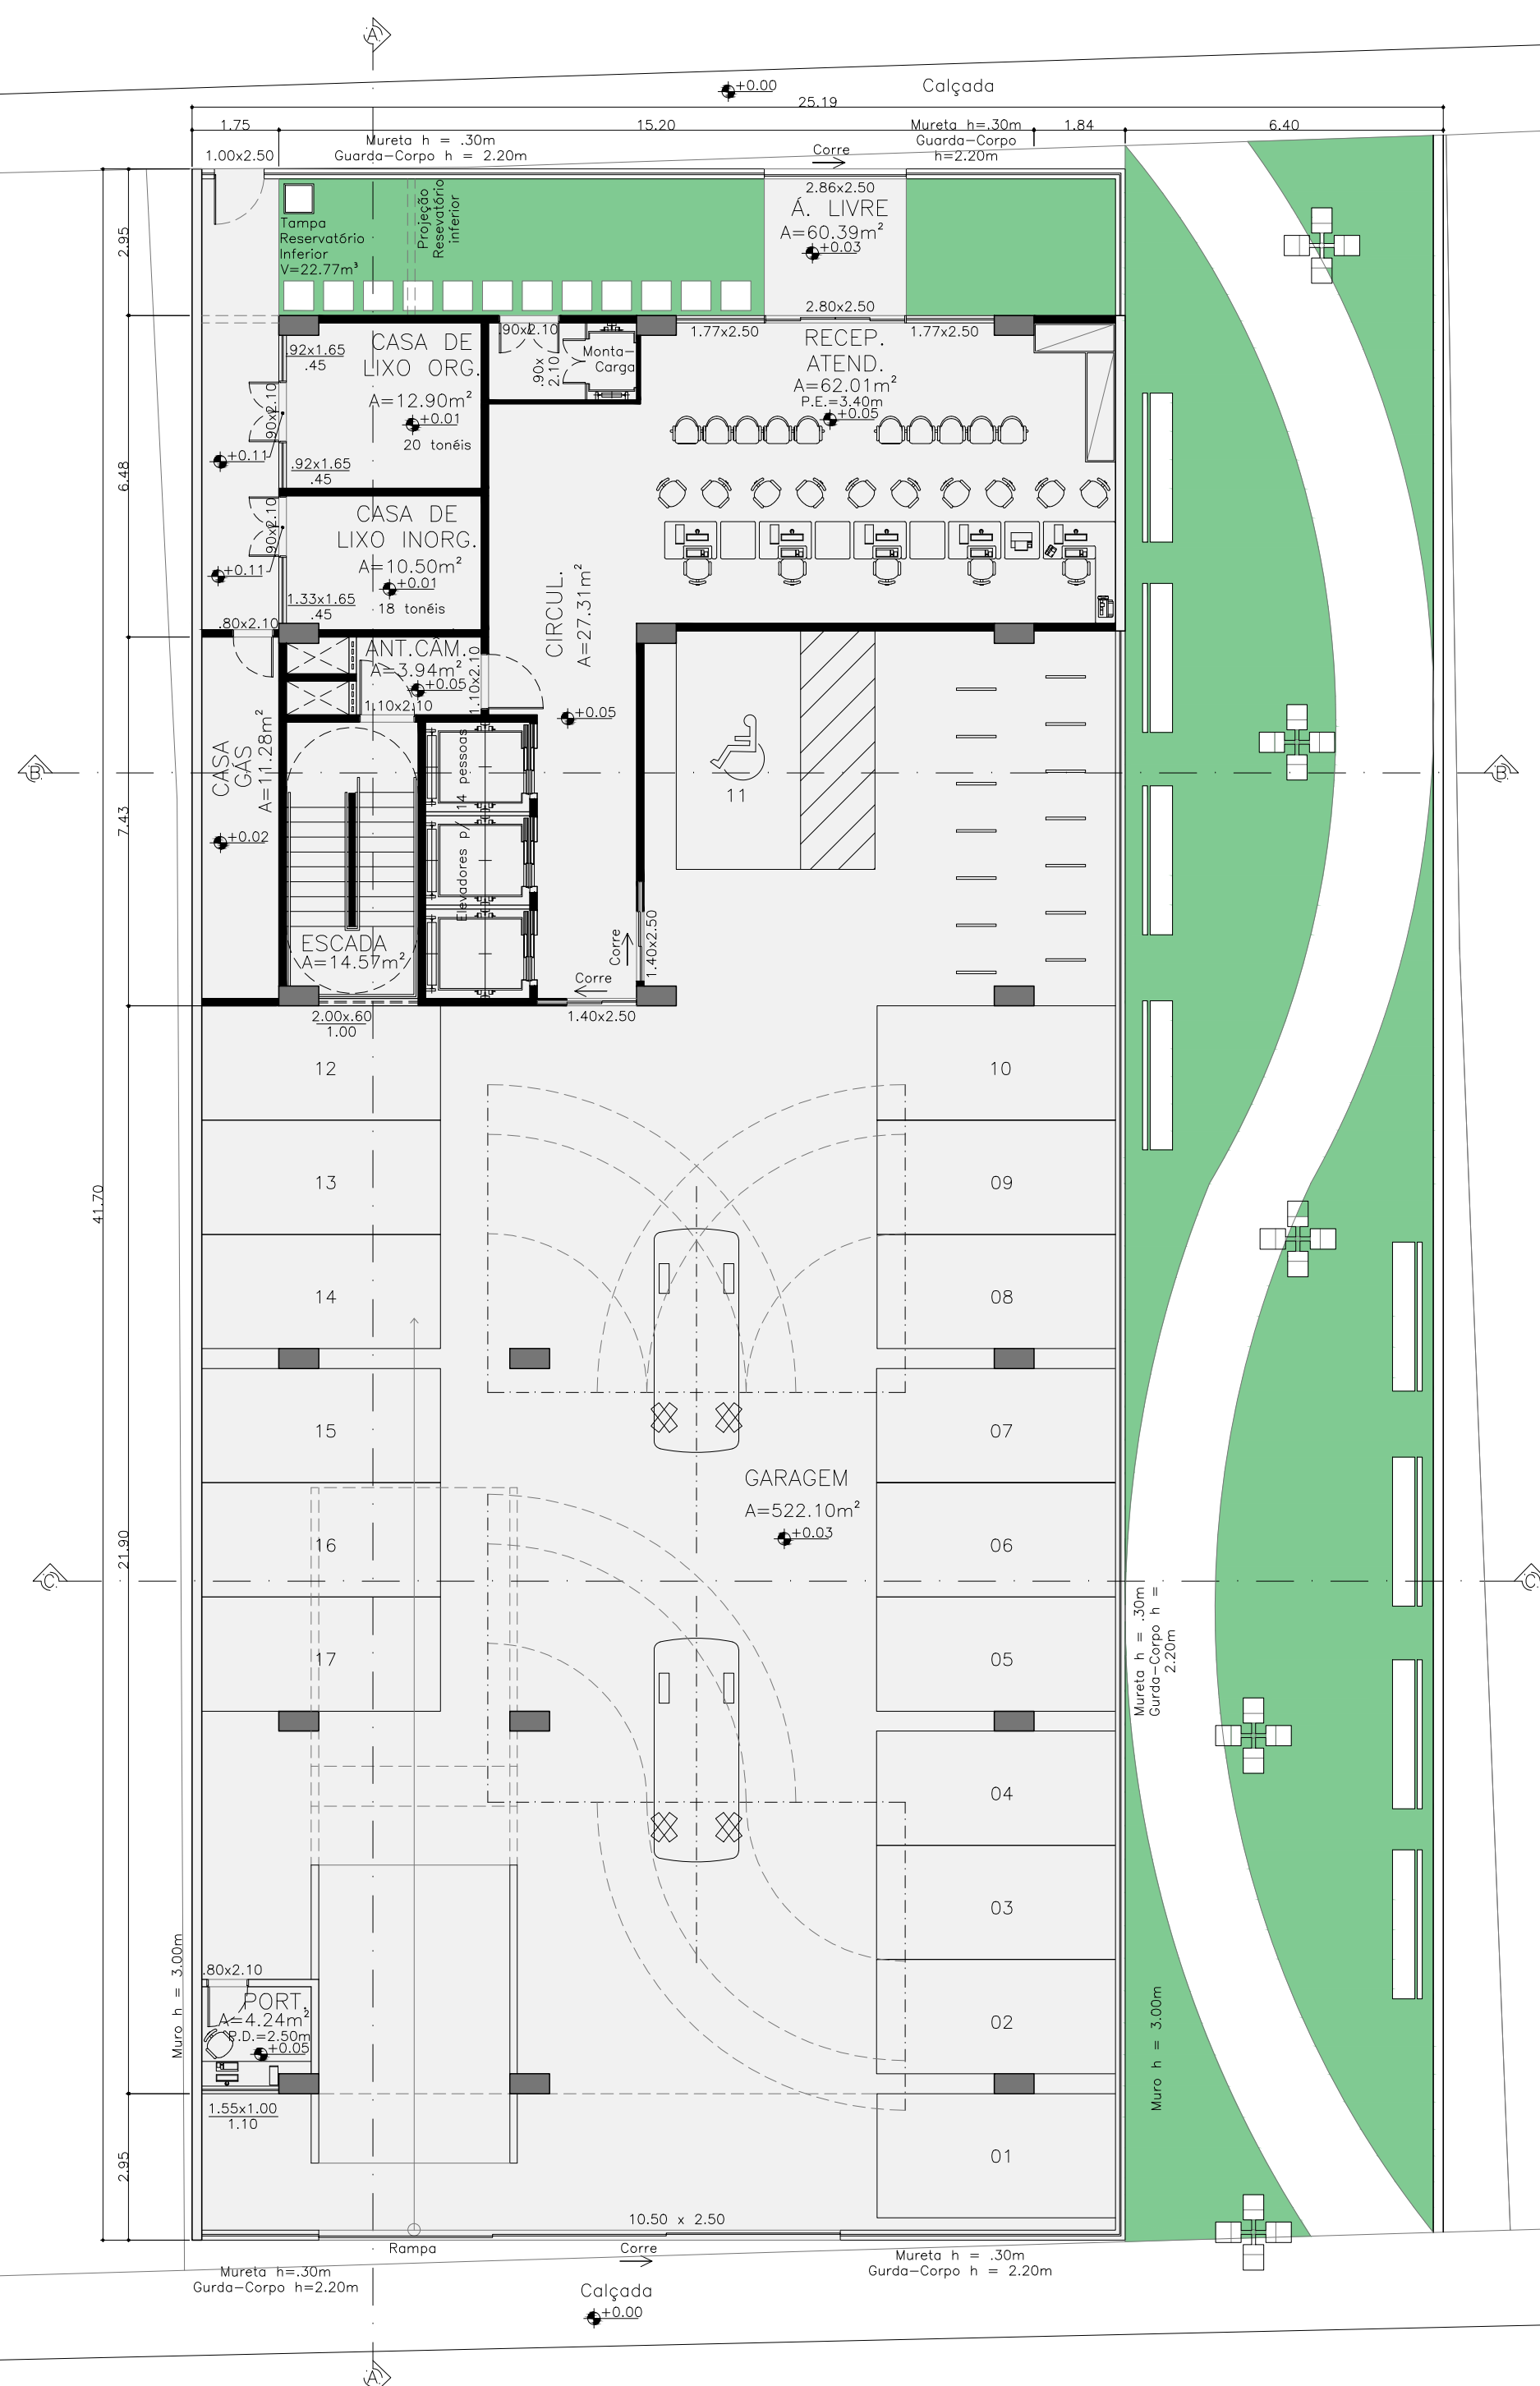 A
+0.00
Calçada
25.19
1.75
15.20
1.84
6.40
Mureta h = .30m
Guarda-Corpo h = 2.20m
Mureta h=.30m
Guarda-Corpo
h=2.20m
1.00x2.50
Corre
2.86x2.50
Á. LIVRE
A=60.39m²
+0.03
Tampa
Reservatório
Inferior
V=22.77m³
Projeção
Resevatório
inferior
2.95
2.80x2.50
1.77x2.50
1.77x2.50
RECEP.
ATEND.
A=62.01m²
P.E.=3.40m
+0.05
CASA DE
LIXO ORG.
A=12.90m²
+0.01
20 tonéis
.92x1.65
.45
.90x2.10
+0.11
.92x1.65
.45
.90x2.10
.90x
2.10
Monta-
Carga
6.48
CASA DE
LIXO INORG.
A=10.50m²
+0.01
18 tonéis
.90x2.10
+0.11
1.33x1.65
.45
.80x2.10
CIRCUL.
A=27.31m²
+0.05
ANT.CÂM.
A=3.94m²
+0.05
1.10x2.10
1.10x2.10
CASA
GÁS
A=11.28m²
+0.02
7.43
Elevadores p/ 14 pessoas
11
B
B
ESCADA
A=14.57m²
Corre
1.40x2.50
Corre
1.40x2.50
2.00x.60
1.00
12
10
13
09
41.70
14
08
15
07
GARAGEM
A=522.10m²
+0.03
16
06
21.90
C
C
17
05
Mureta h = .30m
Gurda-Corpo h =
2.20m
04
03
Muro h = 3.00m
Muro h = 3.00m
.80x2.10
PORT.
A=4.24m²
P.D.=2.50m
+0.05
02
1.55x1.00
1.10
2.95
01
10.50 x 2.50
Rampa
Corre
Mureta h=.30m
Gurda-Corpo h=2.20m
Mureta h = .30m
Gurda-Corpo h = 2.20m
Calçada
+0.00
A